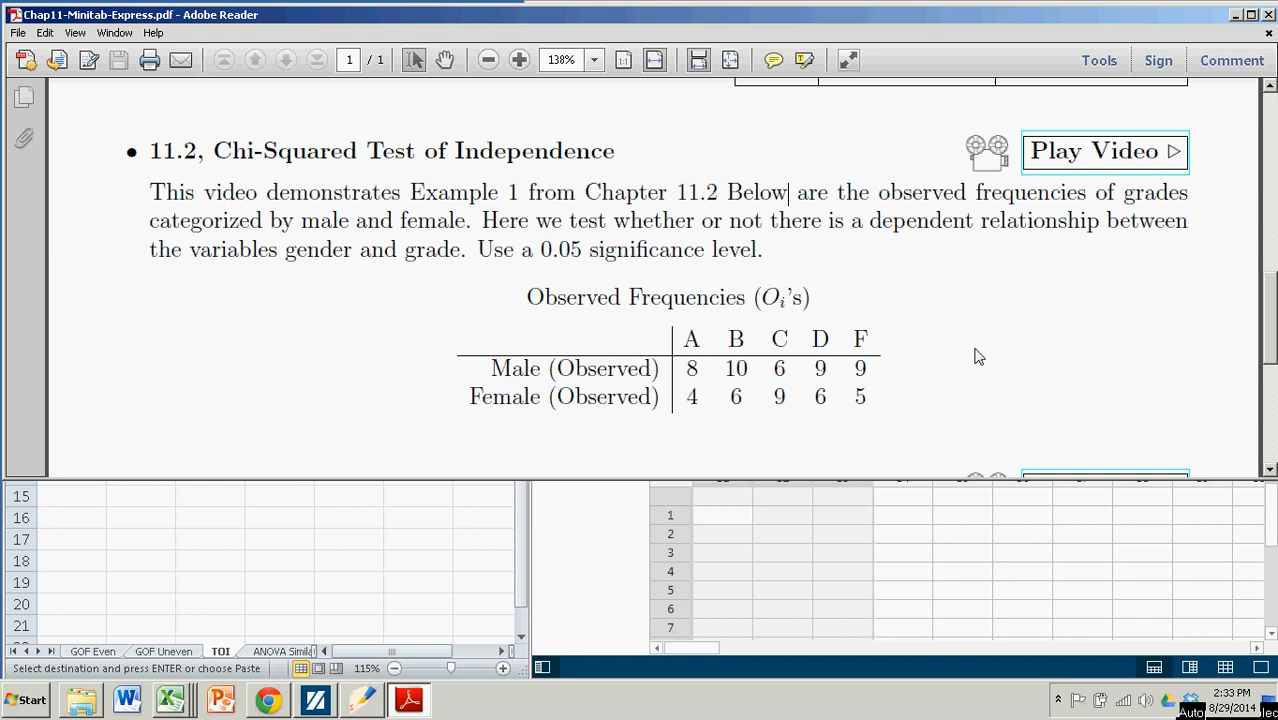 Chap11-Minitab-Express.pdf - Adobe Reader
File Edit View Window Help
1 / 1 138% Tools Sign Comment
• 11.2, Chi-Squared Test of Independence
Play Video ▷
This video demonstrates Example 1 from Chapter 11.2 Below are the observed frequencies of grades
categorized by male and female. Here we test whether or not there is a dependent relationship between
the variables gender and grade. Use a 0.05 significance level.
Observed Frequencies (Oi's)
A B C D F
Male (Observed) 8 10 6 9 9
Female (Observed) 4 6 9 6 5
15
16
17
18
19
20
21
1
2
3
4
5
6
7
GOF Even GOF Uneven TOI ANOVA Simila
Select destination and press ENTER or choose Paste 115%
Start
2:33 PM
8/29/2014